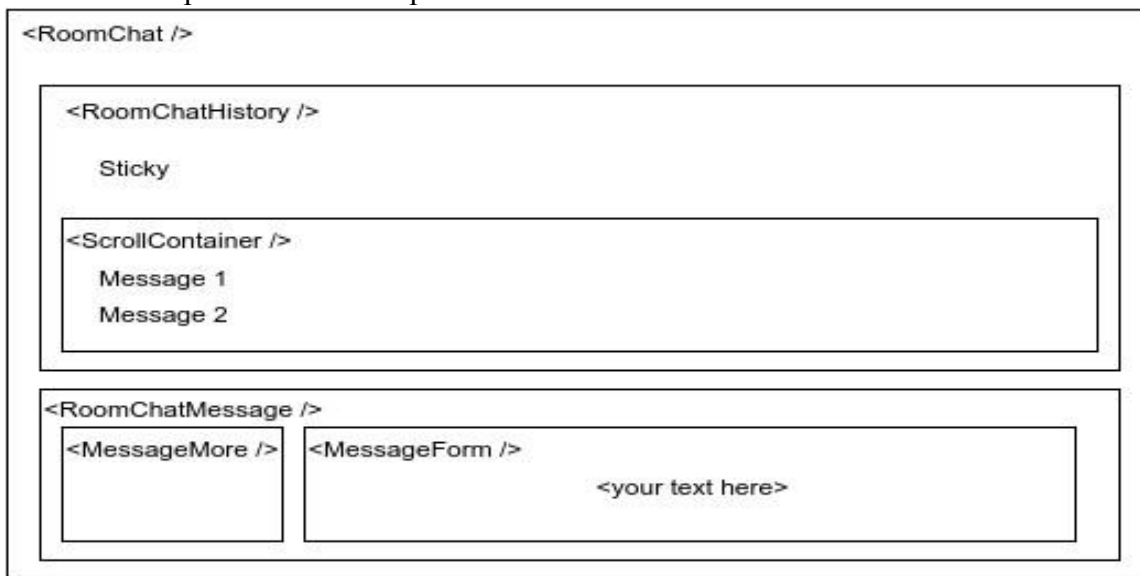 <RoomChat />
<RoomChatHistory />
Sticky
<ScrollContainer />
Message 1
Message 2
<RoomChatMessage />
<MessageMore /> <MessageForm />
<your text here>